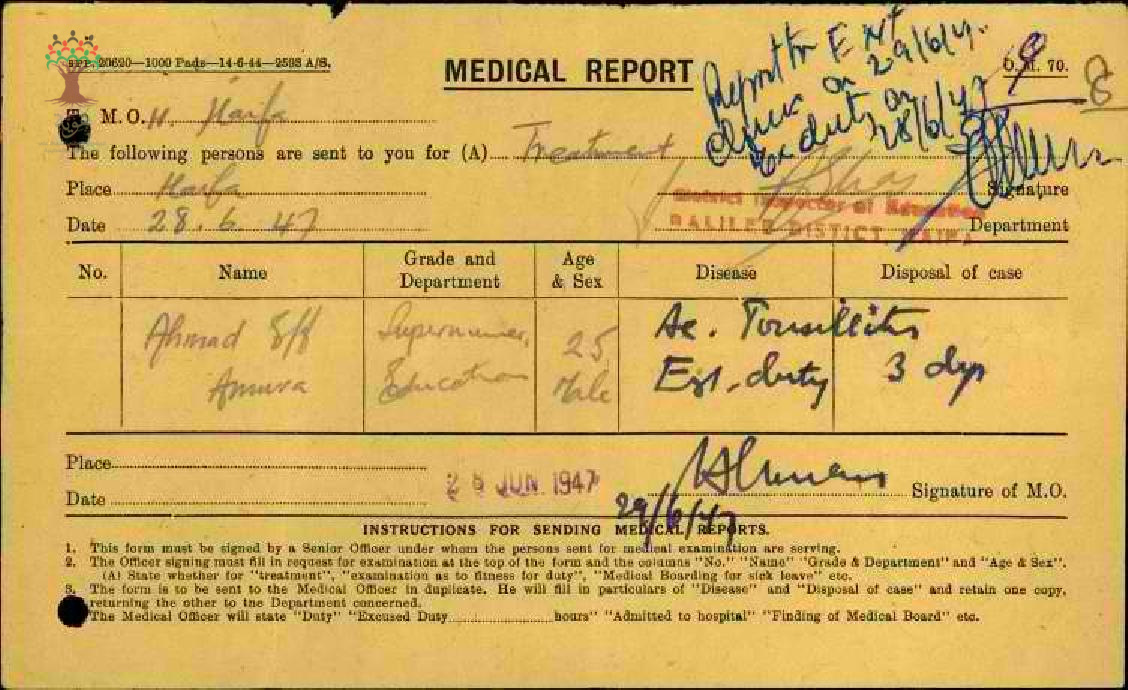 GPP. 20620—1000 Pads—14-6-44—2593 A/S.
MEDICAL REPORT
O.M. 70.
9
8
Report to ENT
clinic on 29/6/47.
Ex duty on
28/6/47
To M.O. H. Haifa
The following persons are sent to you for (A) Treatment
Place Haifa
Signature
District Inspector of Education
Date 28.6.47
GALILEE DISTICT HAIFA
Department
No. Name Grade and Department Age & Sex Disease Disposal of case
Ahmad Eff Supernumer. 25 Ac. Tonsillitis
Amura Education Male Ext. duty 3 dys
Place
28 JUN 1947
Date
29/6/47
Signature of M.O.
INSTRUCTIONS FOR SENDING MEDICAL REPORTS.
1. This form must be signed by a Senior Officer under whom the persons sent for medical examination are serving.
2. The Officer signing must fill in request for examination at the top of the form and the columns "No." "Name" "Grade & Department" and "Age & Sex".
(A) State whether for "treatment", "examination as to fitness for duty", "Medical Boarding for sick leave" etc.
3. The form is to be sent to the Medical Officer in duplicate. He will fill in particulars of "Disease" and "Disposal of case" and retain one copy,
returning the other to the Department concerned.
The Medical Officer will state "Duty" "Excused Duty hours" "Admitted to hospital" "Finding of Medical Board" etc.